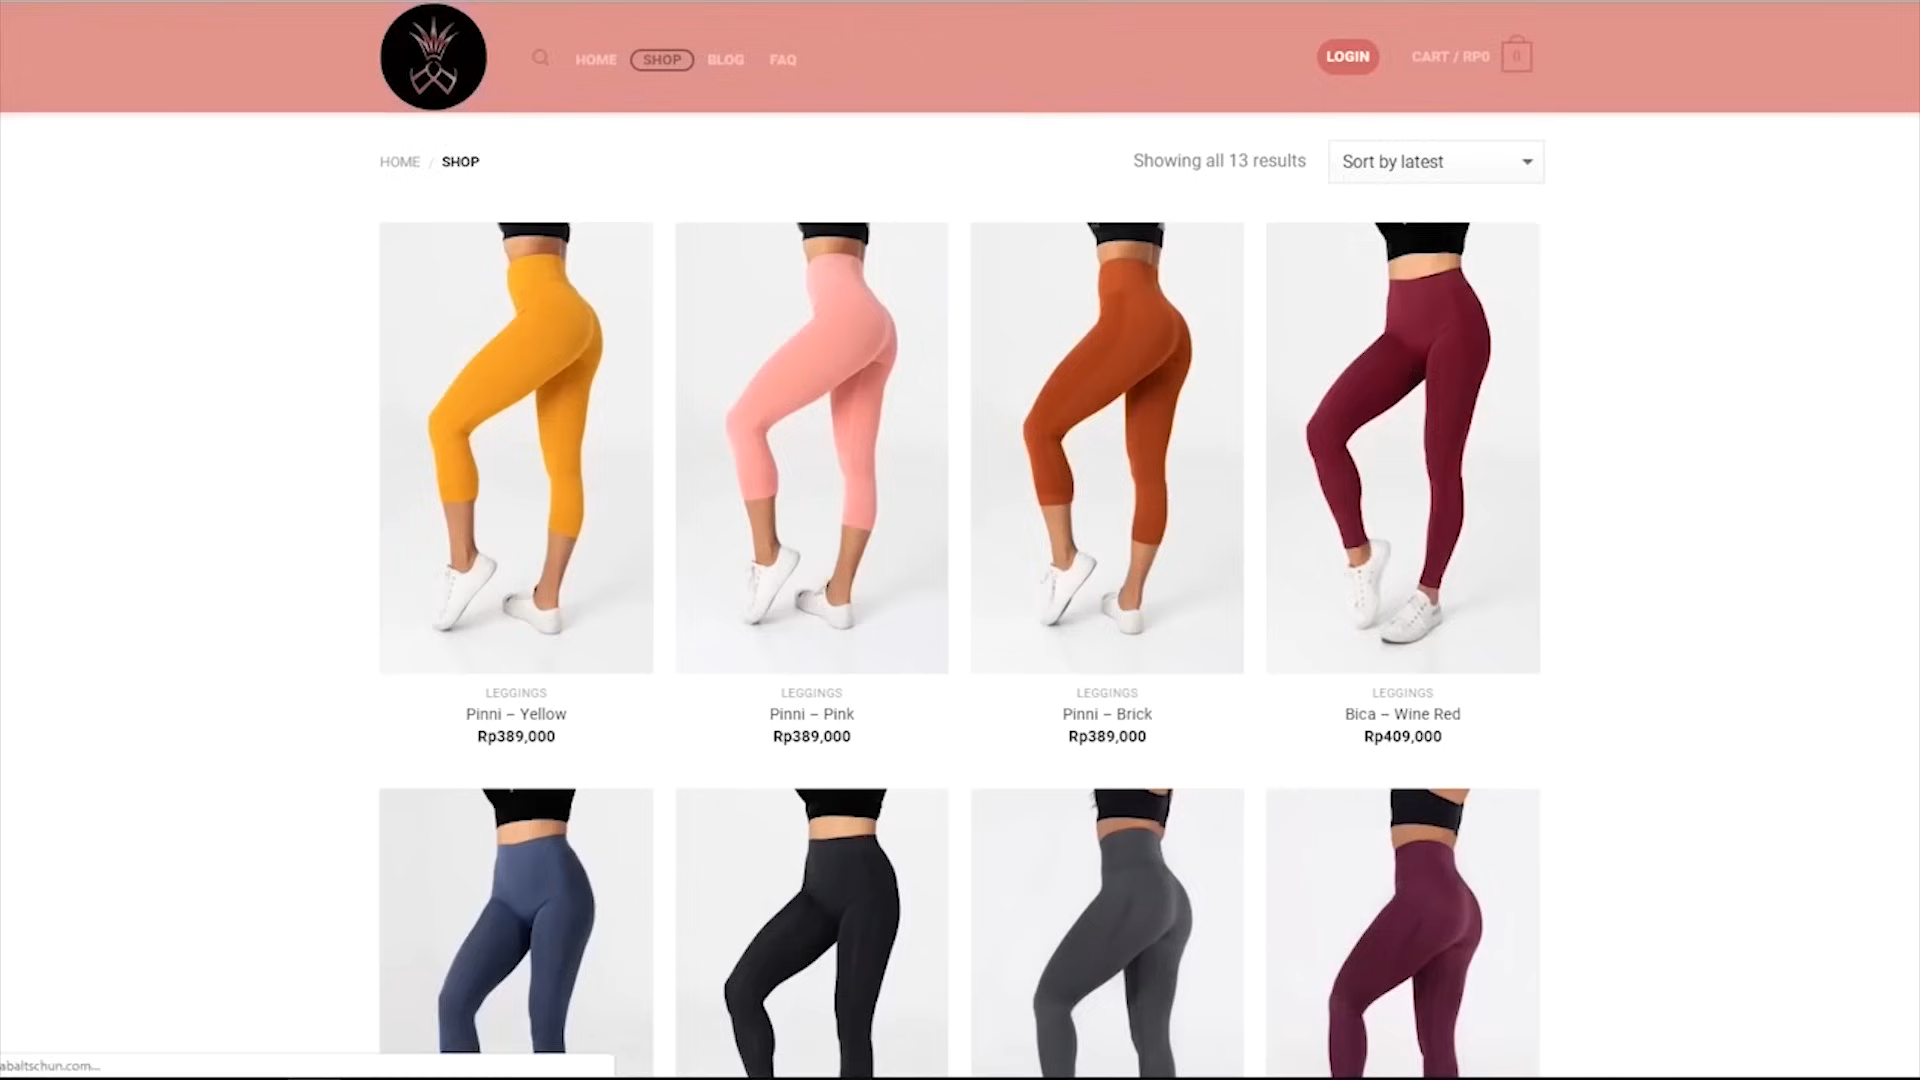 HOME SHOP BLOG FAQ LOGIN CART / RP0 0
HOME / SHOP Showing all 13 results Sort by latest
LEGGINGS
Pinni – Yellow
Rp389,000
LEGGINGS
Pinni – Pink
Rp389,000
LEGGINGS
Pinni – Brick
Rp389,000
LEGGINGS
Bica – Wine Red
Rp409,000
abaltschun.com...